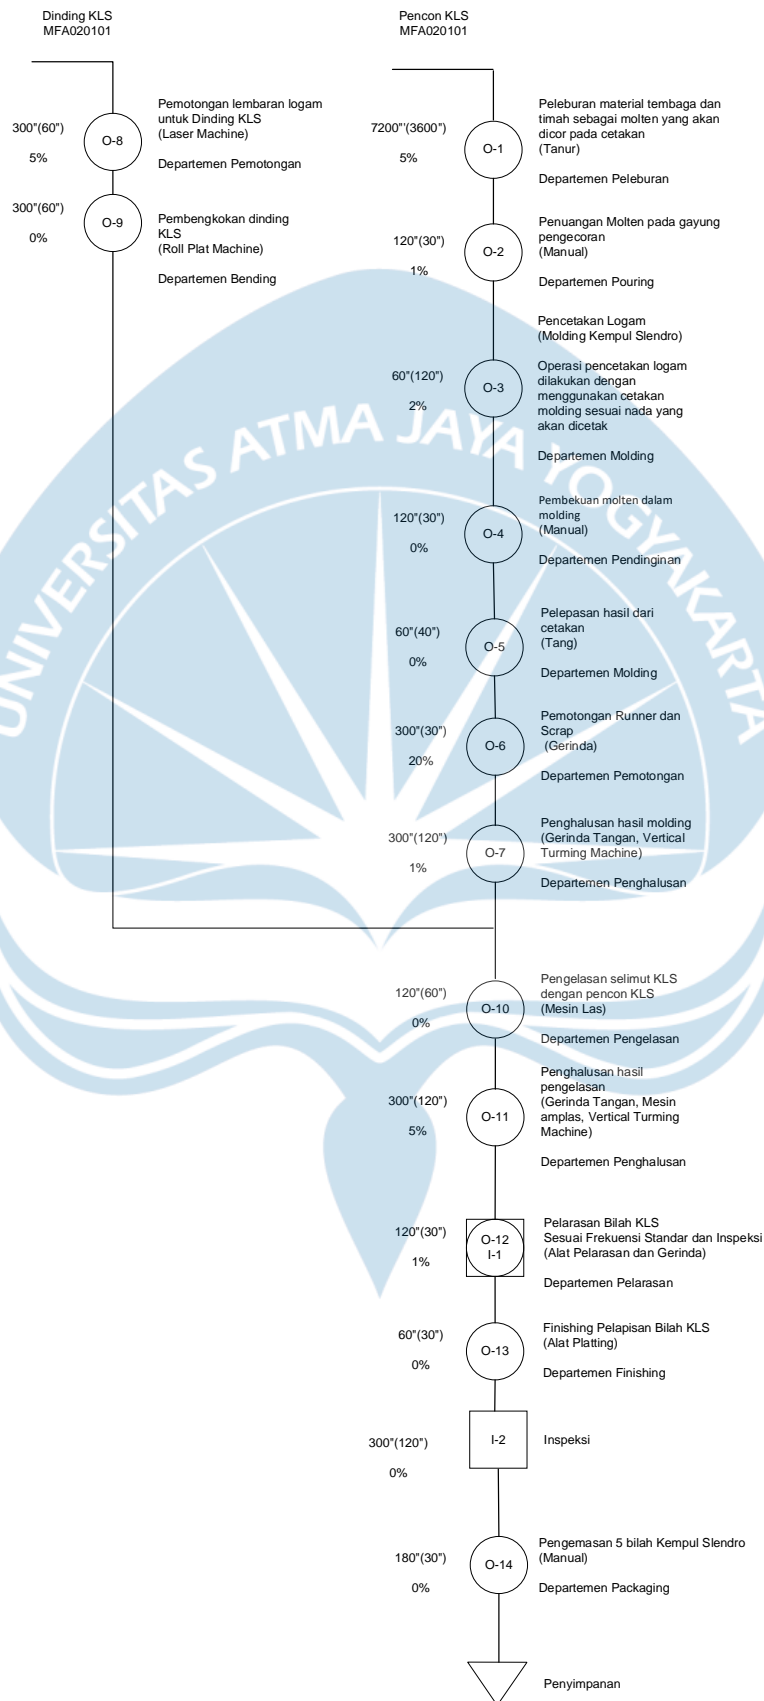 Dinding KLS
MFA020101
300"(60")
5%
O-8
Pemotongan lembaran logam
untuk Dinding KLS
(Laser Machine)
Departemen Pemotongan
300"(60")
0%
O-9
Pembengkokan dinding
KLS
(Roll Plat Machine)
Departemen Bending
Pencon KLS
MFA020101
7200"'(3600")
5%
O-1
Peleburan material tembaga dan
timah sebagai molten yang akan
dicor pada cetakan
(Tanur)
Departemen Peleburan
120"(30")
1%
O-2
Penuangan Molten pada gayung
pengecoran
(Manual)
Departemen Pouring
Pencetakan Logam
(Molding Kempul Slendro)
60"(120")
2%
O-3
Operasi pencetakan logam
dilakukan dengan
menggunakan cetakan
molding sesuai nada yang
akan dicetak
Departemen Molding
120"(30")
0%
O-4
Pembekuan molten dalam
molding
(Manual)
Departemen Pendinginan
60"(40")
0%
O-5
Pelepasan hasil dari
cetakan
(Tang)
Departemen Molding
300"(30")
20%
O-6
Pemotongan Runner dan
Scrap
(Gerinda)
Departemen Pemotongan
300"(120")
1%
O-7
Penghalusan hasil molding
(Gerinda Tangan, Vertical
Turming Machine)
Departemen Penghalusan
120"(60")
0%
O-10
Pengelasan selimut KLS
dengan pencon KLS
(Mesin Las)
Departemen Pengelasan
300"(120")
5%
O-11
Penghalusan hasil
pengelasan
(Gerinda Tangan, Mesin
amplas, Vertical Turming
Machine)
Departemen Penghalusan
120"(30")
1%
O-12
I-1
Pelarasan Bilah KLS
Sesuai Frekuensi Standar dan Inspeksi
(Alat Pelarasan dan Gerinda)
Departemen Pelarasan
60"(30")
0%
O-13
Finishing Pelapisan Bilah KLS
(Alat Platting)
Departemen Finishing
300"(120")
0%
I-2
Inspeksi
180"(30")
0%
O-14
Pengemasan 5 bilah Kempul Slendro
(Manual)
Departemen Packaging
Penyimpanan
UNIVERSITAS ATMA JAYA YOGYAKARTA